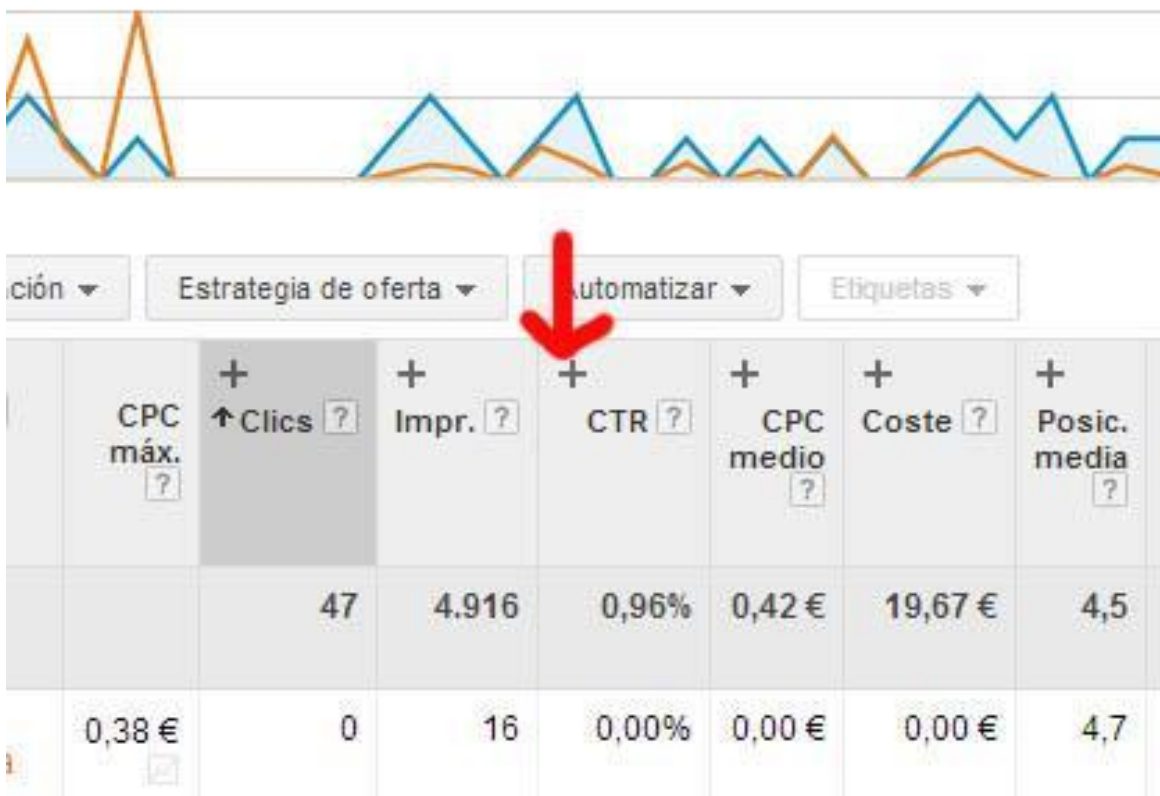 ción Estrategia de oferta Automatizar Etiquetas
+ + + + + +
CPC máx. ? Clics ? Impr. ? CTR ? CPC medio ? Coste ? Posic. media ?
47 4.916 0,96% 0,42 € 19,67 € 4,5
0,38 € 0 16 0,00% 0,00 € 0,00 € 4,7
a